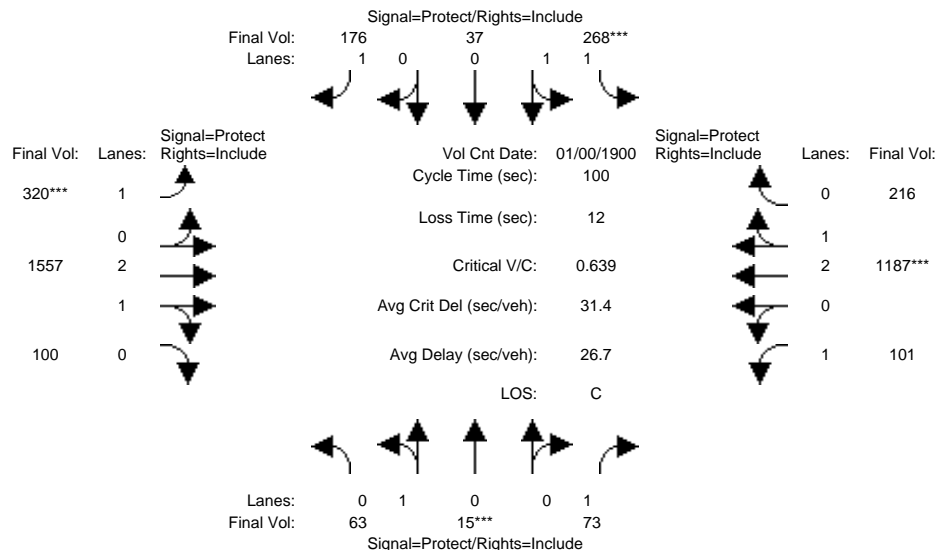 Signal=Protect/Rights=Include
Final Vol: 176 37 268***
Lanes: 1 0 0 1 1
Signal=Protect Signal=Protect
Final Vol: Lanes: Rights=Include Vol Cnt Date: 01/00/1900 Rights=Include Lanes: Final Vol:
Cycle Time (sec): 100
320*** 1 0 216
Loss Time (sec): 12
0 1
1557 2 Critical V/C: 0.639 2 1187***
1 Avg Crit Del (sec/veh): 31.4 0
100 0 Avg Delay (sec/veh): 26.7 1 101
LOS: C
Lanes: 0 1 0 0 1
Final Vol: 63 15*** 73
Signal=Protect/Rights=Include